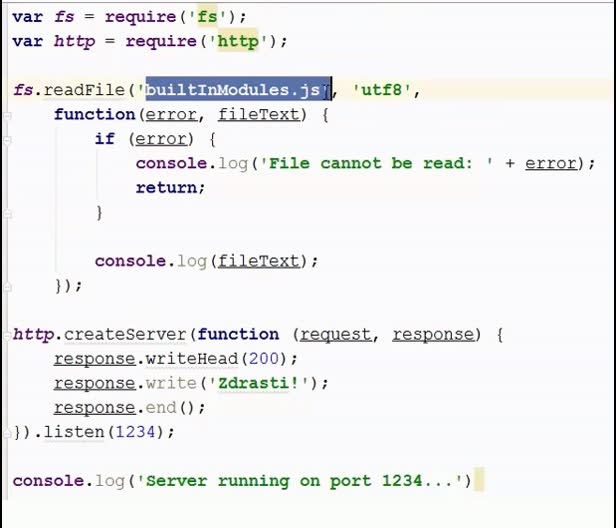 var fs = require('fs');
var http = require('http');
fs.readFile('builtInModules.js', 'utf8',
function(error, fileText) {
if (error) {
console.log('File cannot be read: ' + error);
return;
}
console.log(fileText);
});
http.createServer(function (request, response) {
response.writeHead(200);
response.write('Zdrasti!');
response.end();
}).listen(1234);
console.log('Server running on port 1234...')